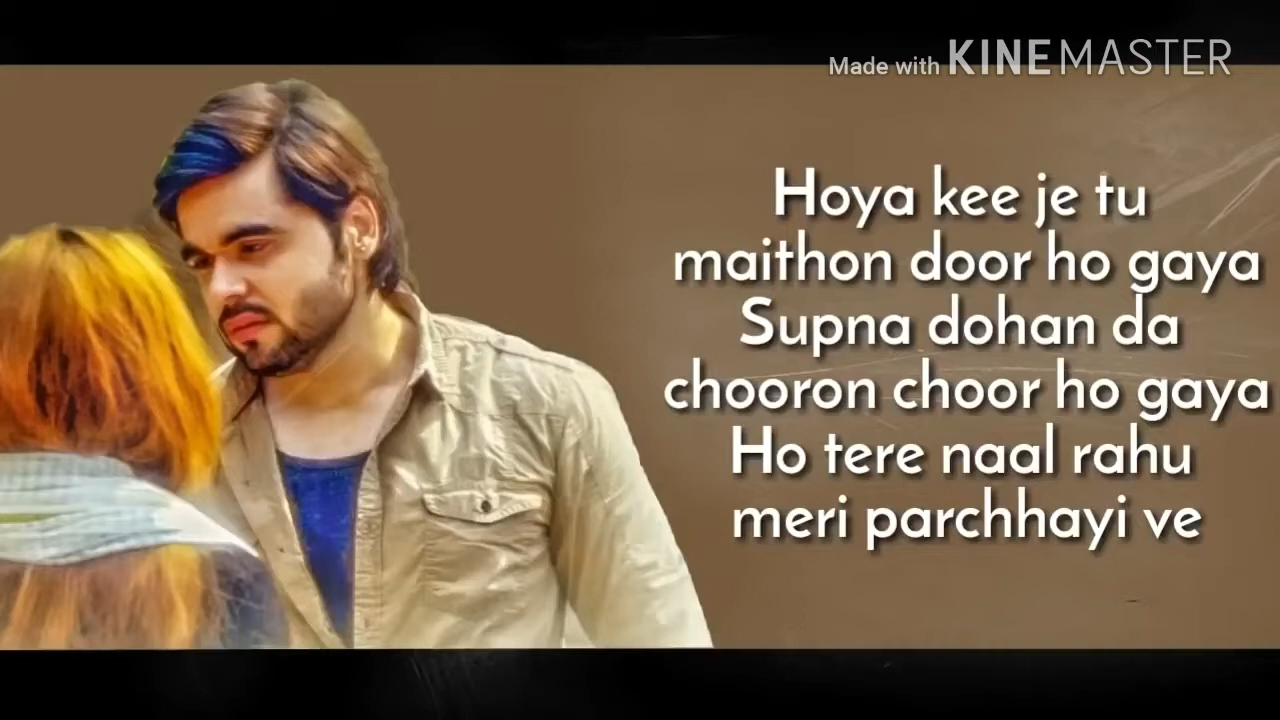 Made with KINEMASTER
Hoya kee je tu
maithon door ho gaya
Supna dohan da
chooron choor ho gaya
Ho tere naal rahu
meri parchhayi ve